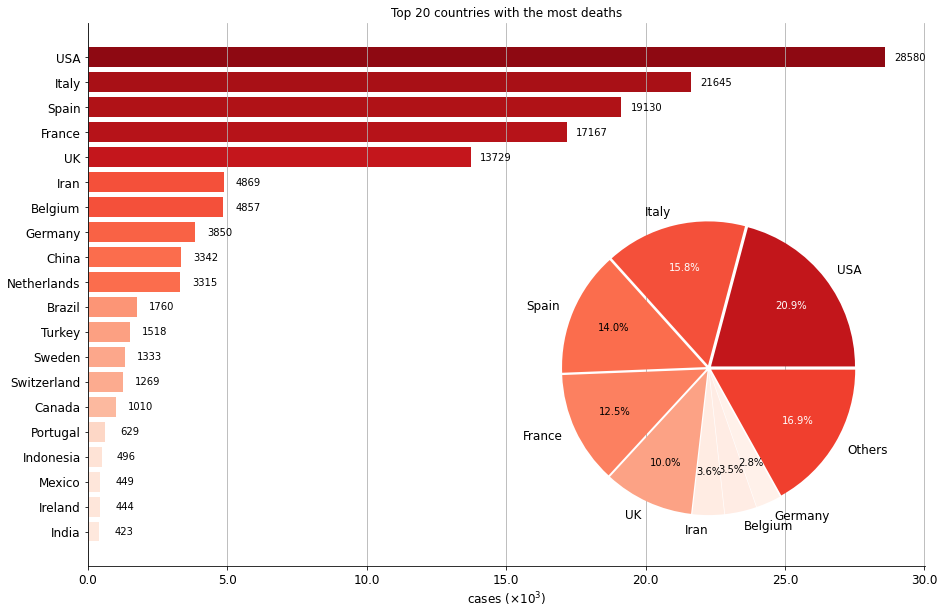 Top 20 countries with the most deaths
USA 28580
Italy 21645
Spain 19130
France 17167
UK 13729
Iran 4869
Belgium 4857
Germany 3850
China 3342
Netherlands 3315
Brazil 1760
Turkey 1518
Sweden 1333
Switzerland 1269
Canada 1010
Portugal 629
Indonesia 496
Mexico 449
Ireland 444
India 423
0.0 5.0 10.0 15.0 20.0 25.0 30.0
cases (×10³)
USA
20.9%
Italy
15.8%
Spain
14.0%
France
12.5%
UK
10.0%
Iran
3.6%
Belgium
3.5%
Germany
2.8%
Others
16.9%